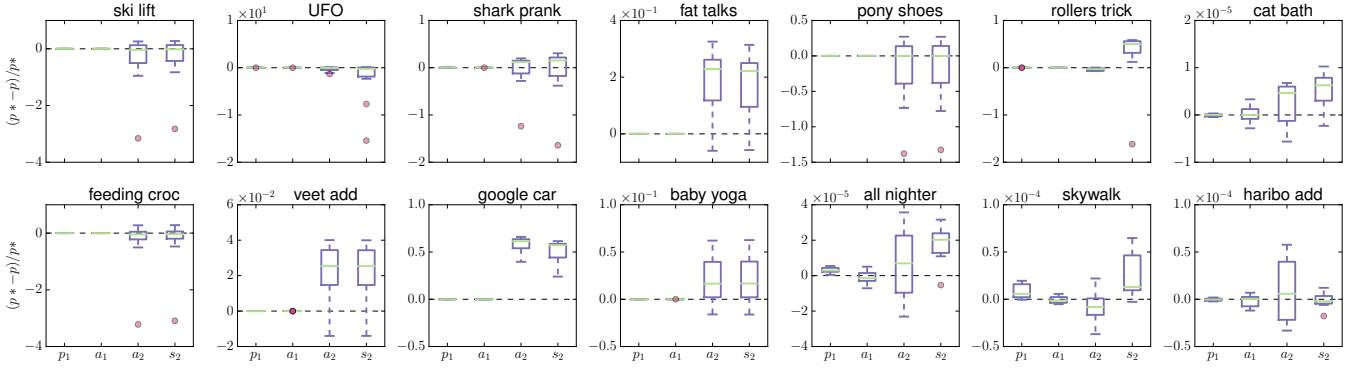 ski lift
(p∗−p)/p∗
0
−2
−4
UFO
×10¹
1
0
−1
−2
shark prank
1
0
−1
−2
fat talks
×10⁻¹
4
2
0
pony shoes
0.5
0.0
−0.5
−1.0
−1.5
rollers trick
1
0
−1
−2
cat bath
×10⁻⁵
2
1
0
−1
feeding croc
(p∗−p)/p∗
0
−2
−4
p₁ a₁ a₂ s₂
veet add
×10⁻²
6
4
2
0
−2
p₁ a₁ a₂ s₂
google car
1.0
0.5
0.0
−0.5
p₁ a₁ a₂ s₂
baby yoga
×10⁻¹
1.0
0.5
0.0
−0.5
p₁ a₁ a₂ s₂
all nighter
×10⁻⁵
4
2
0
−2
−4
p₁ a₁ a₂ s₂
skywalk
×10⁻⁴
1.0
0.5
0.0
−0.5
p₁ a₁ a₂ s₂
haribo add
×10⁻⁴
1.0
0.5
0.0
−0.5
p₁ a₁ a₂ s₂